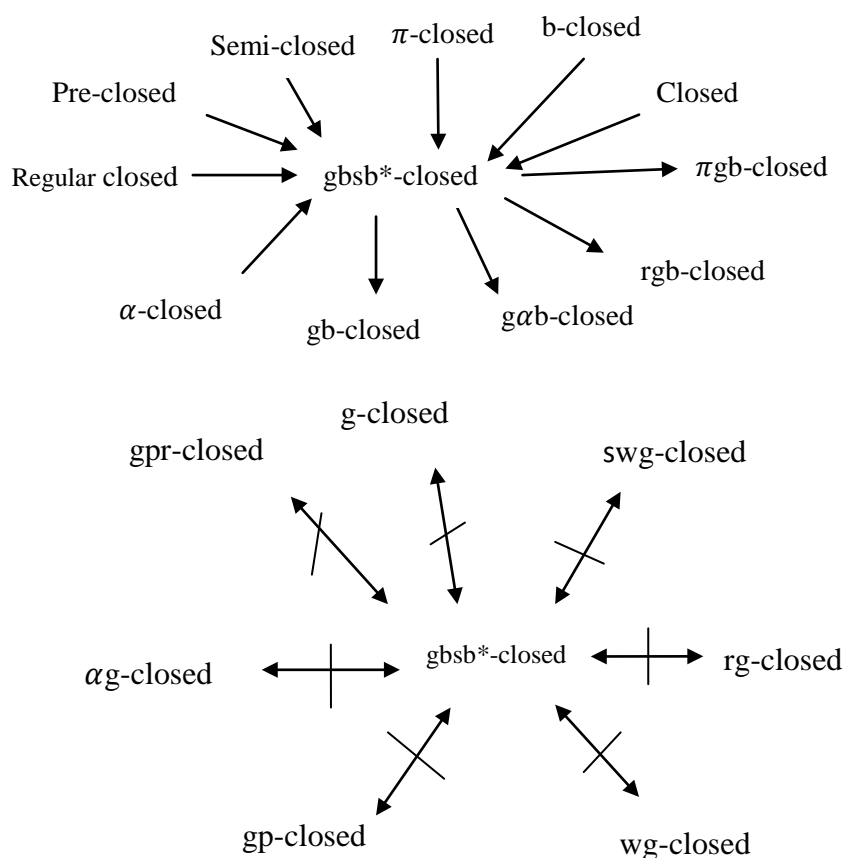 Semi-closed
π-closed
b-closed
Pre-closed
Closed
Regular closed
gbsb*-closed
πgb-closed
rgb-closed
α-closed
gb-closed
gαb-closed
g-closed
gpr-closed
swg-closed
αg-closed
gbsb*-closed
rg-closed
gp-closed
wg-closed